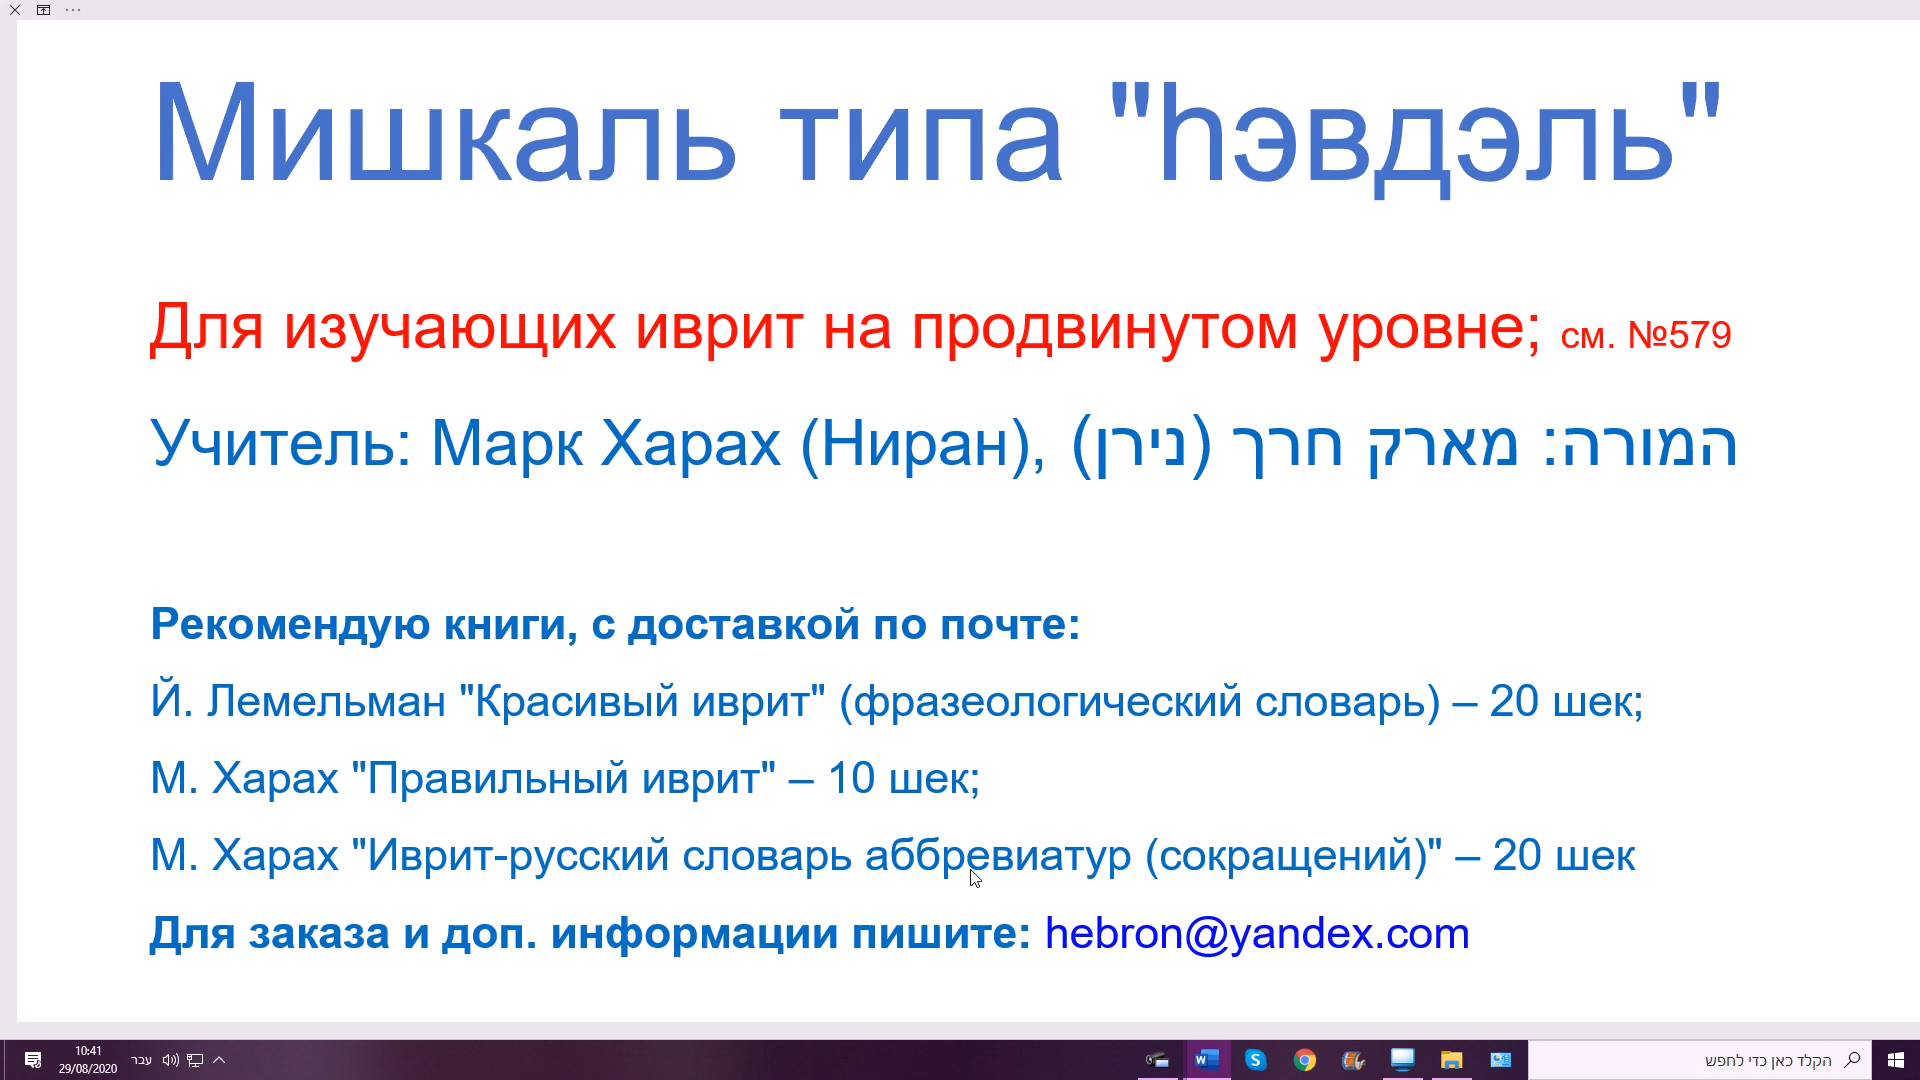 Мишкаль типа "hэвдэль"
Для изучающих иврит на продвинутом уровне; см. №579
Учитель: Марк Харах (Ниран), המורה: מארק חרך (נירן)
Рекомендую книги, с доставкой по почте:
Й. Лемельман "Красивый иврит" (фразеологический словарь) – 20 шек;
М. Харах "Правильный иврит" – 10 шек;
М. Харах "Иврит-русский словарь аббревиатур (сокращений)" – 20 шек
Для заказа и доп. информации пишите: hebron@yandex.com
10:41
29/08/2020
עבר
הקלד כאן כדי לחפש